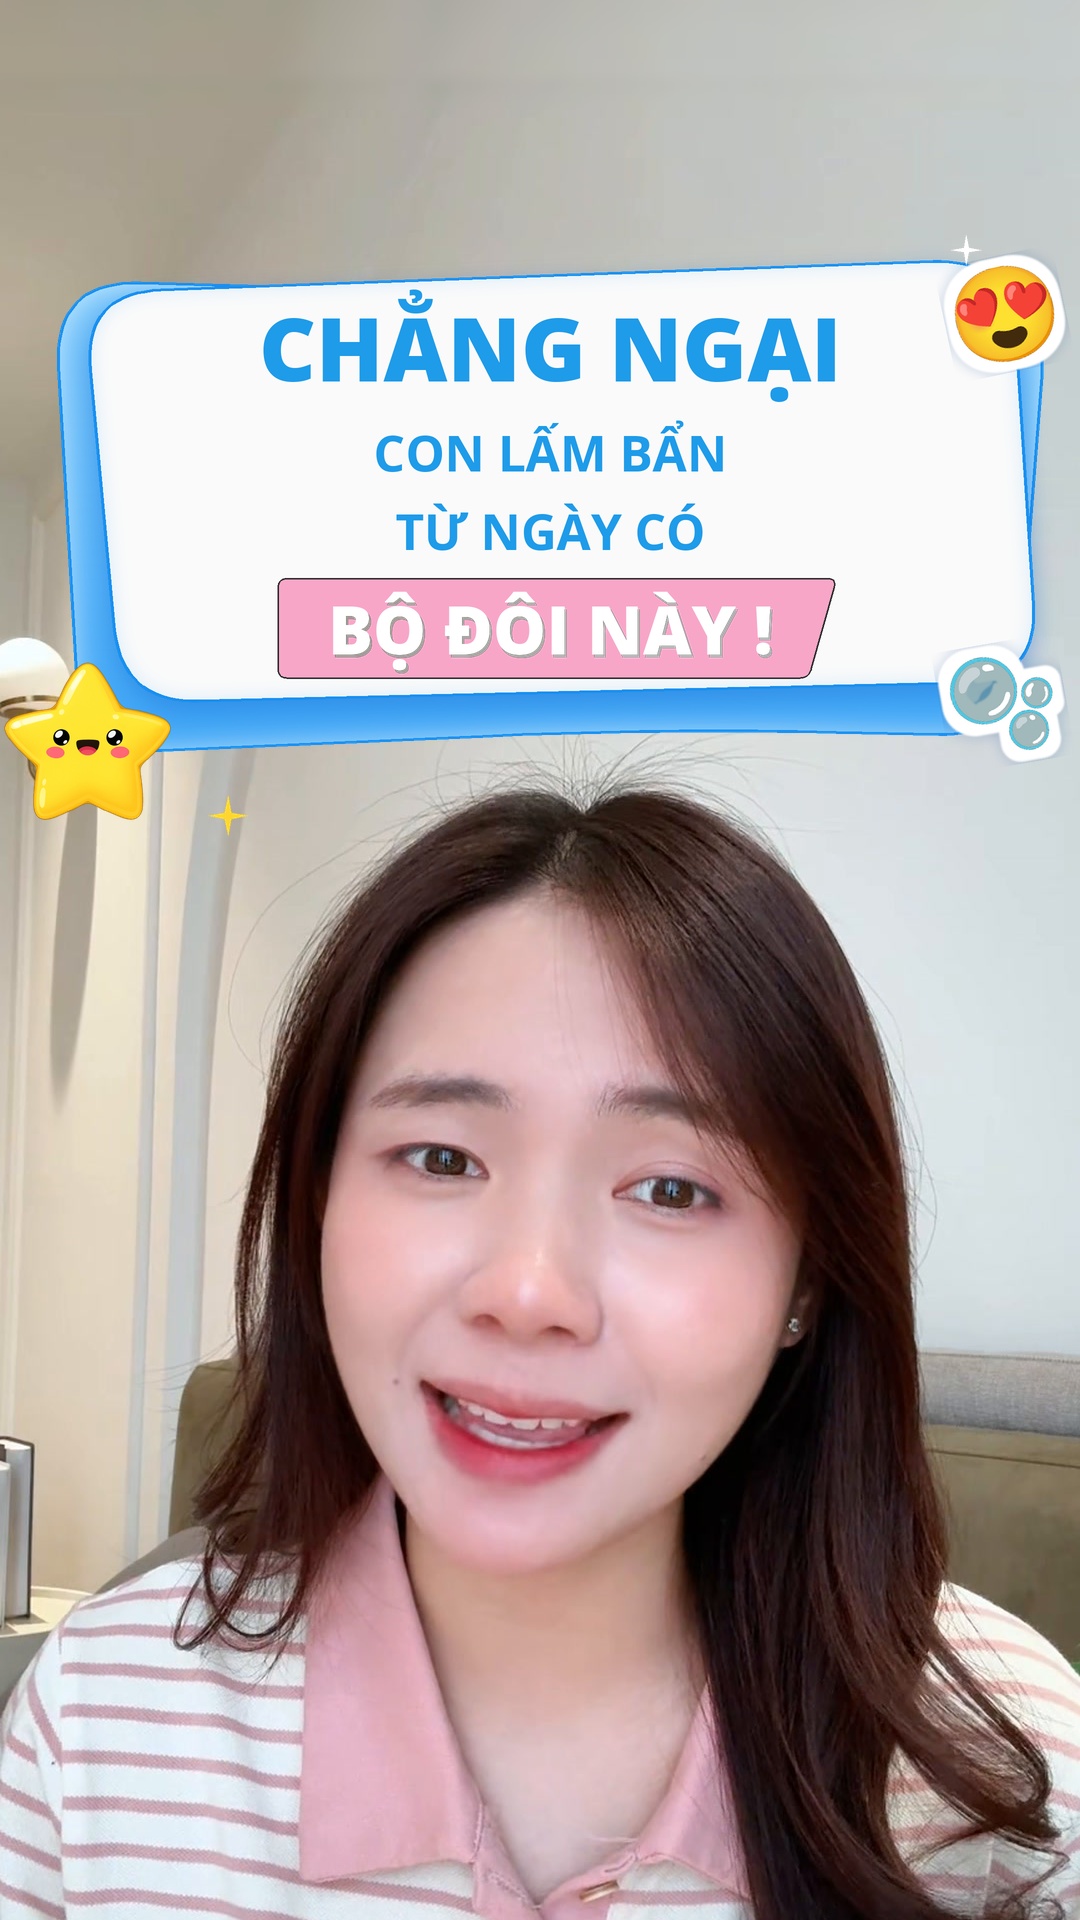 CHẲNG NGẠI
CON LẤM BẨN
TỪ NGÀY CÓ
BỘ ĐÔI NÀY !